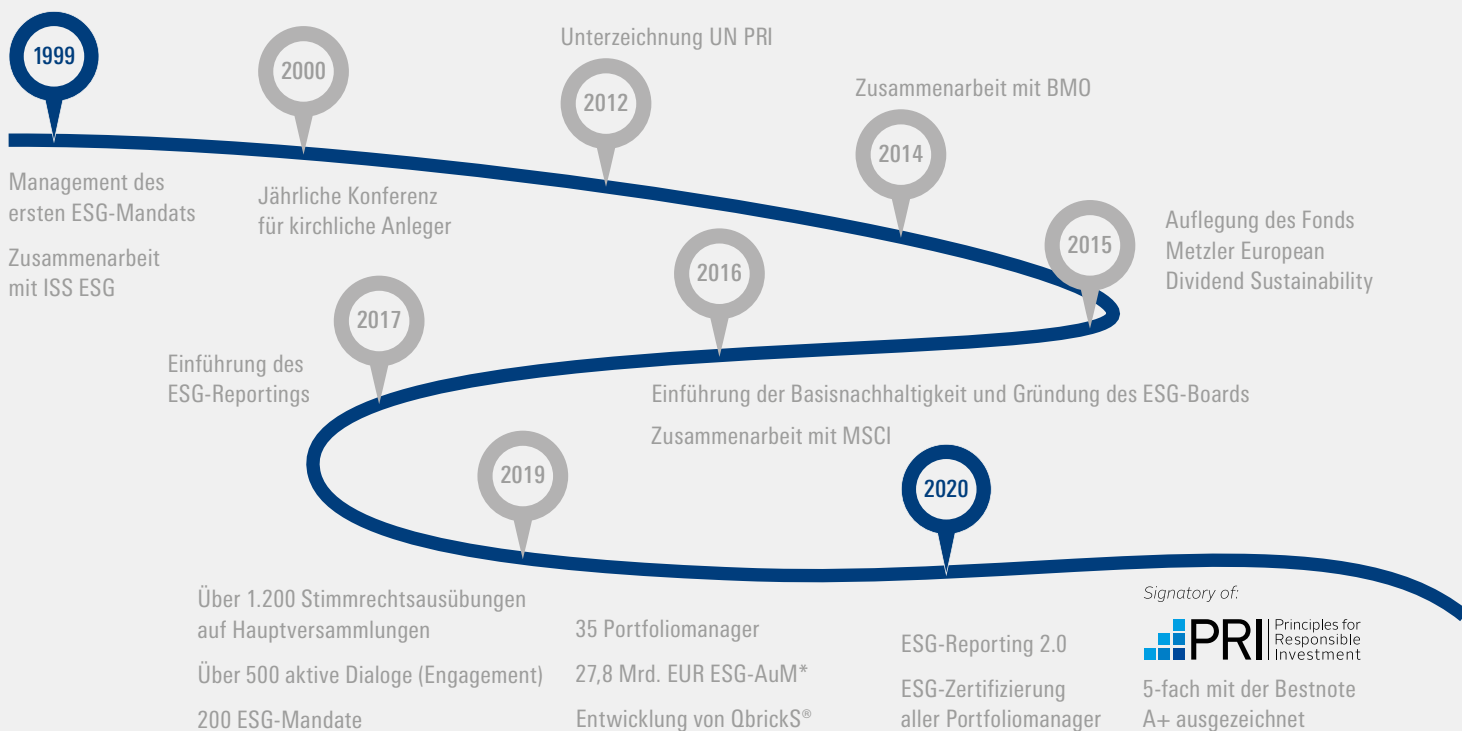 1999
Management des
ersten ESG-Mandats
Zusammenarbeit
mit ISS ESG
2000
Jährliche Konferenz
für kirchliche Anleger
Unterzeichnung UN PRI
2012
Zusammenarbeit mit BMO
2014
2015
Auflegung des Fonds
Metzler European
Dividend Sustainability
2016
Einführung der Basisnachhaltigkeit und Gründung des ESG-Boards
Zusammenarbeit mit MSCI
2017
Einführung des
ESG-Reportings
2019
Über 1.200 Stimmrechtsausübungen
auf Hauptversammlungen
Über 500 aktive Dialoge (Engagement)
200 ESG-Mandate
35 Portfoliomanager
27,8 Mrd. EUR ESG-AuM*
Entwicklung von QbrickS®
2020
ESG-Reporting 2.0
ESG-Zertifizierung
aller Portfoliomanager
Signatory of:
PRI
Principles for
Responsible
Investment
5-fach mit der Bestnote
A+ ausgezeichnet